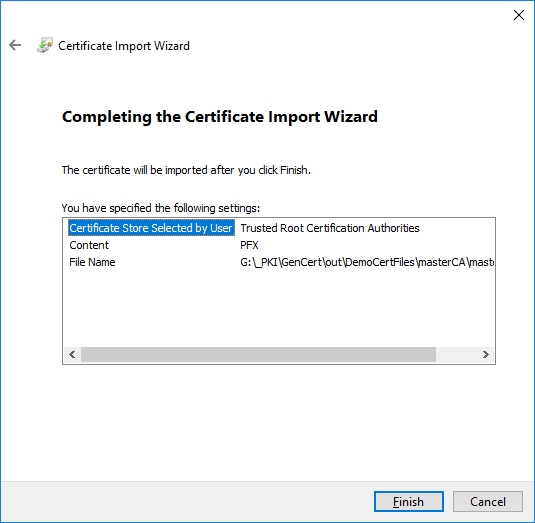 Certificate Import Wizard
Completing the Certificate Import Wizard
The certificate will be imported after you click Finish.
You have specified the following settings:
Certificate Store Selected by User Trusted Root Certification Authorities
Content PFX
File Name G:\_PKI\GenCert\out\DemoCertFiles\masterCA\mast
Finish Cancel